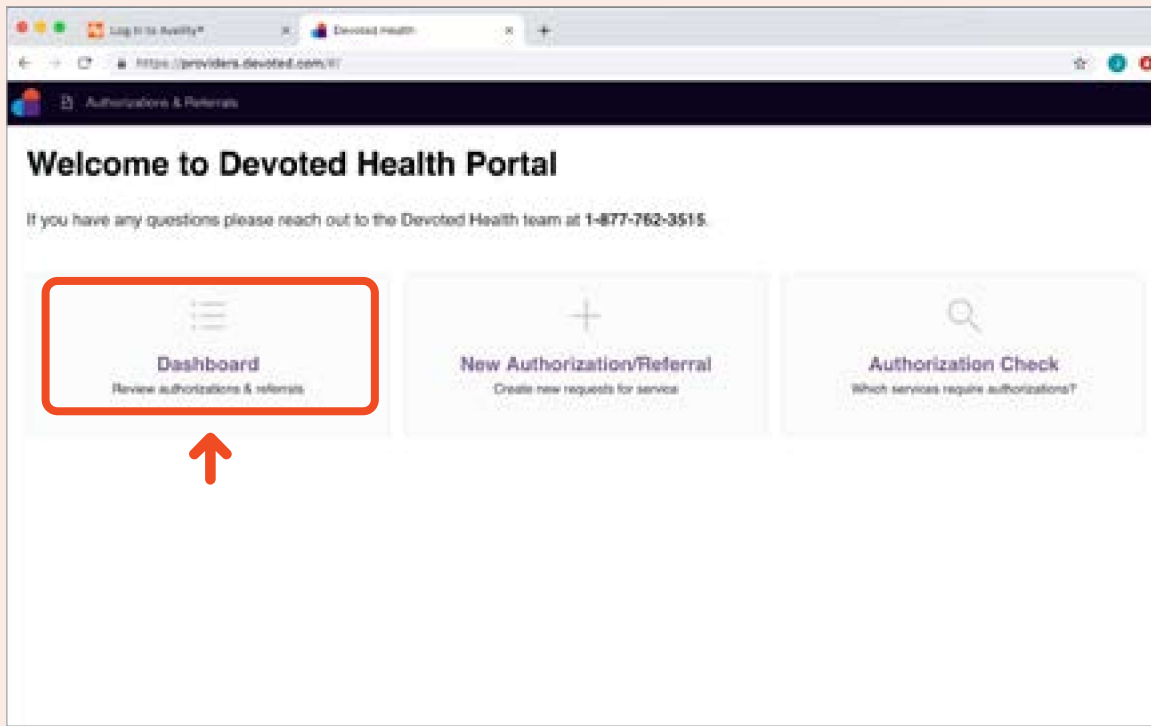 Log in to Availity®
Devoted Health
https://providers.devoted.com/#/
Authorizations & Referrals
Welcome to Devoted Health Portal
If you have any questions please reach out to the Devoted Health team at 1-877-762-3515.
Dashboard
Review authorizations & referrals
New Authorization/Referral
Create new requests for service
Authorization Check
Which services require authorizations?